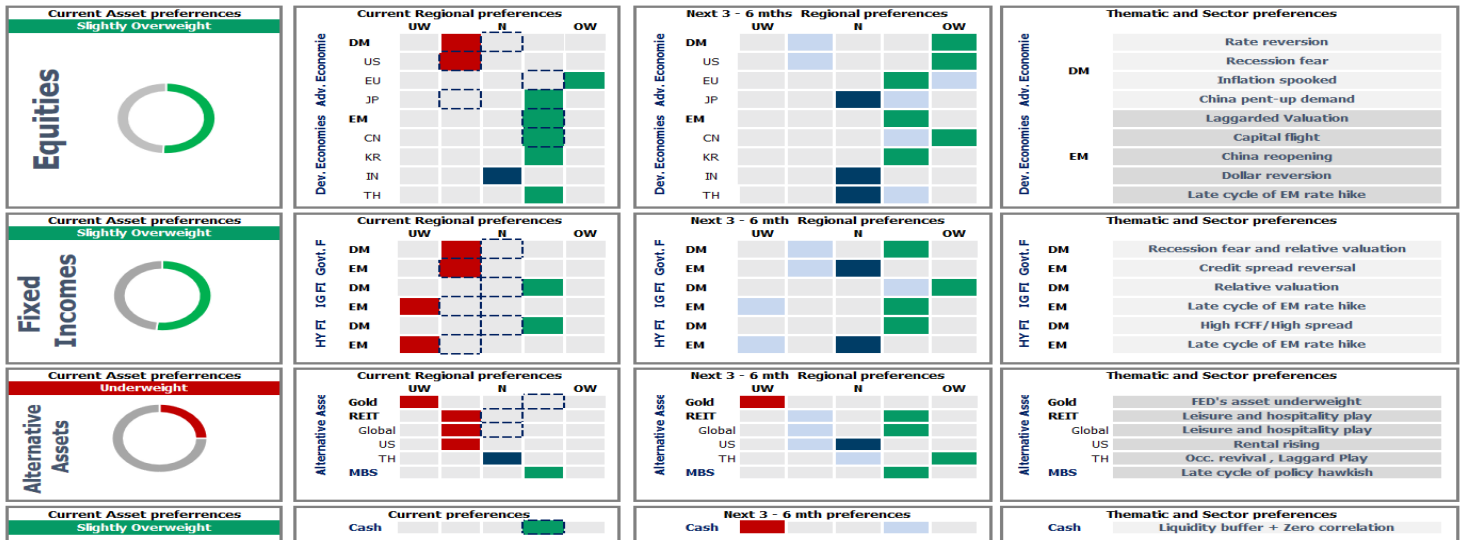 Current Asset preferrences
Slightly Overweight
Equities
Current Regional preferences
UW N OW
Adv. Economie
Dev. Economies
DM
US
EU
JP
EM
CN
KR
IN
TH
Next 3 - 6 mths Regional preferences
UW N OW
Adv. Economie
Dev. Economies
DM
US
EU
JP
EM
CN
KR
IN
TH
Thematic and Sector preferences
Adv. Economie
Dev. Economies
DM
Rate reversion
Recession fear
Inflation spooked
China pent-up demand
EM
Laggarded Valuation
Capital flight
China reopening
Dollar reversion
Late cycle of EM rate hike
Current Asset preferrences
Slightly Overweight
Fixed
Incomes
Current Regional preferences
UW N OW
Govt. F
IG FI
HY FI
DM
EM
DM
EM
DM
EM
Next 3 - 6 mth Regional preferences
UW N OW
Govt. F
IG FI
HY FI
DM
EM
DM
EM
DM
EM
Thematic and Sector preferences
Govt. F
IG FI
HY FI
DM Recession fear and relative valuation
EM Credit spread reversal
DM Relative valuation
EM Late cycle of EM rate hike
DM High FCFF/High spread
EM Late cycle of EM rate hike
Current Asset preferrences
Underweight
Alternative
Assets
Current Regional preferences
UW N OW
Alternative Asse
Gold
REIT
Global
US
TH
MBS
Next 3 - 6 mth Regional preferences
UW N OW
Alternative Asse
Gold
REIT
Global
US
TH
MBS
Thematic and Sector preferences
Alternative Asse
Gold FED's asset underweight
REIT Leisure and hospitality play
Global Leisure and hospitality play
US Rental rising
TH Occ. revival , Laggard Play
MBS Late cycle of policy hawkish
Current Asset preferrences
Slightly Overweight
Current preferences
Cash
Next 3 - 6 mth preferences
Cash
Thematic and Sector preferences
Cash Liquidity buffer + Zero correlation